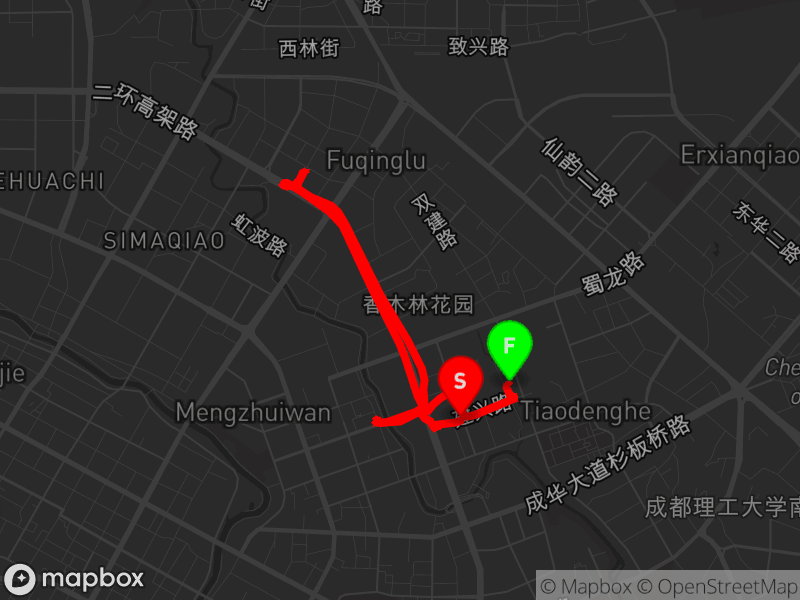 街
路
西林街
致兴路
二环高架路
Fuqinglu
仙韵二路
Erxianqiao
EHUACHI
双建路
东华二路
SIMAQIAO
虹波路
蜀龙路
香木林花园
F
jie
S
Che
o
Mengzhuiwan
建兴路
Tiaodenghe
成华大道杉板桥路
成都理工大学南
mapbox
© Mapbox © OpenStreetMap